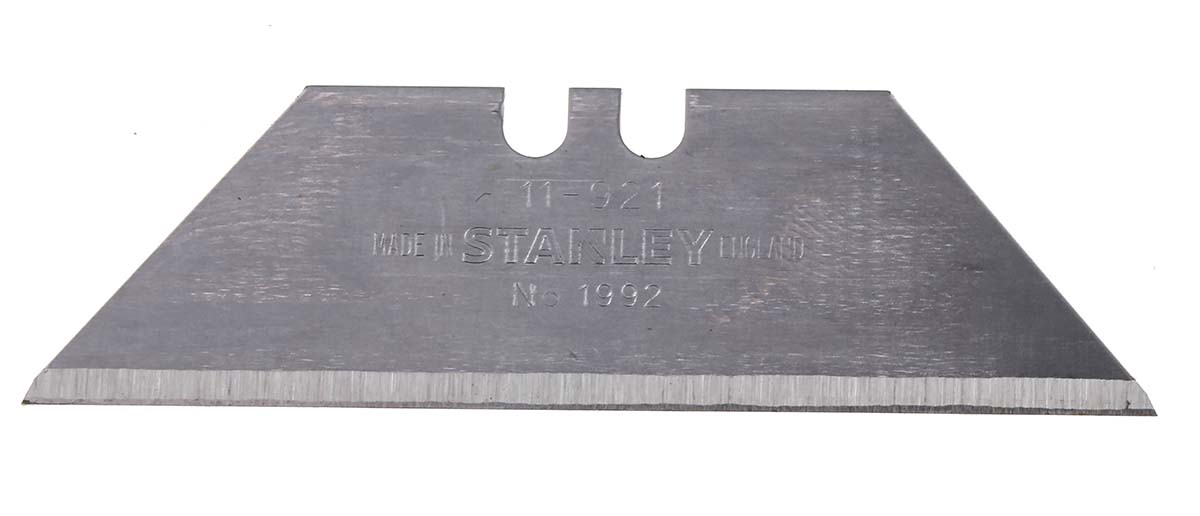 11-921
MADE IN STANLEY ENGLAND
No 1992